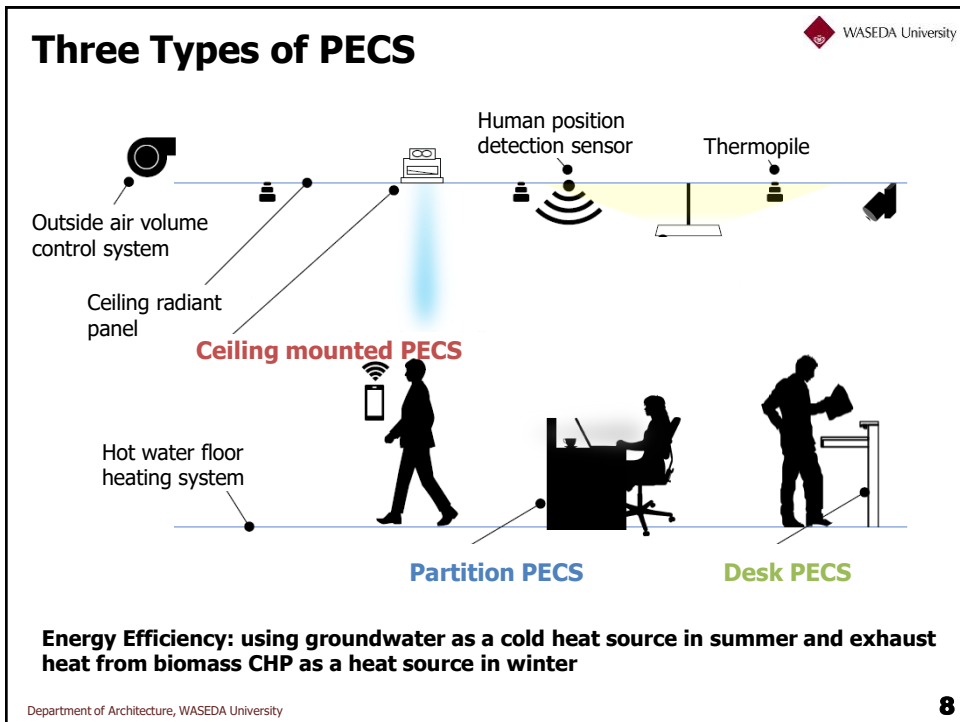 Three Types of PECS
WASEDA University
Human position
detection sensor
Thermopile
Outside air volume
control system
Ceiling radiant
panel
Ceiling mounted PECS
Hot water floor
heating system
Partition PECS
Desk PECS
Energy Efficiency: using groundwater as a cold heat source in summer and exhaust
heat from biomass CHP as a heat source in winter
Department of Architecture, WASEDA University
8